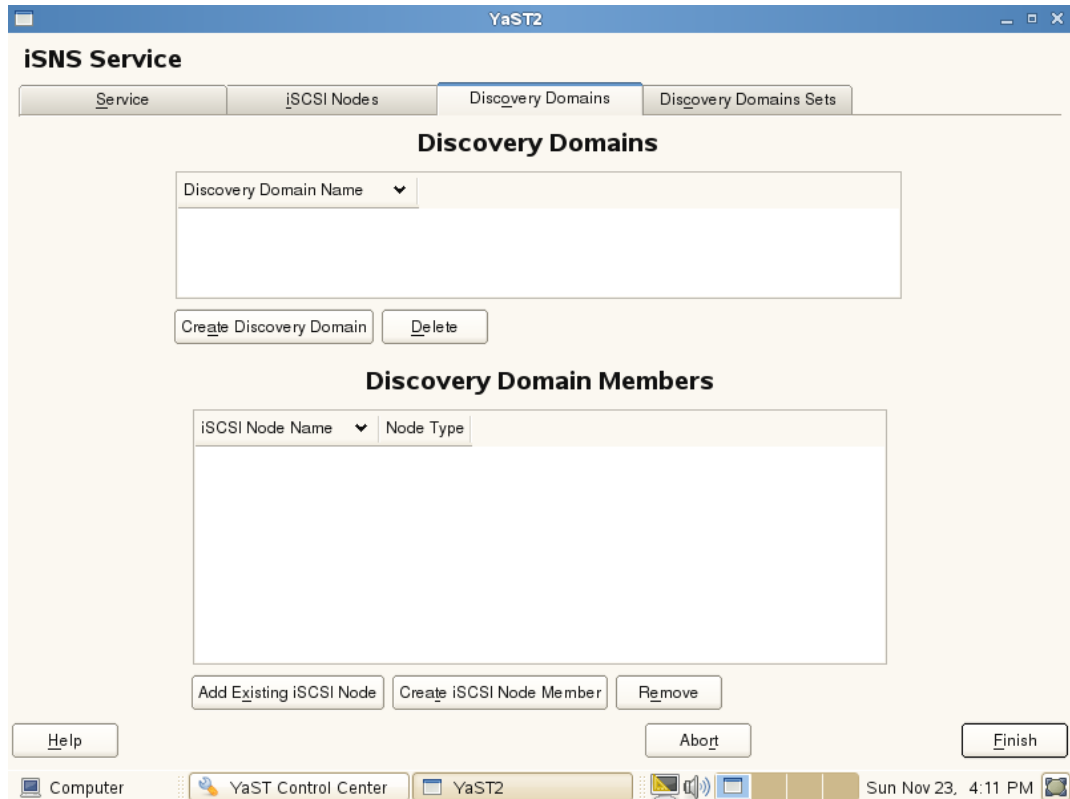 YaST2
iSNS Service
Service iSCSI Nodes Discovery Domains Discovery Domains Sets
Discovery Domains
Discovery Domain Name
Create Discovery Domain Delete
Discovery Domain Members
iSCSI Node Name Node Type
Add Existing iSCSI Node Create iSCSI Node Member Remove
Help Abort Finish
Computer YaST Control Center YaST2 Sun Nov 23, 4:11 PM